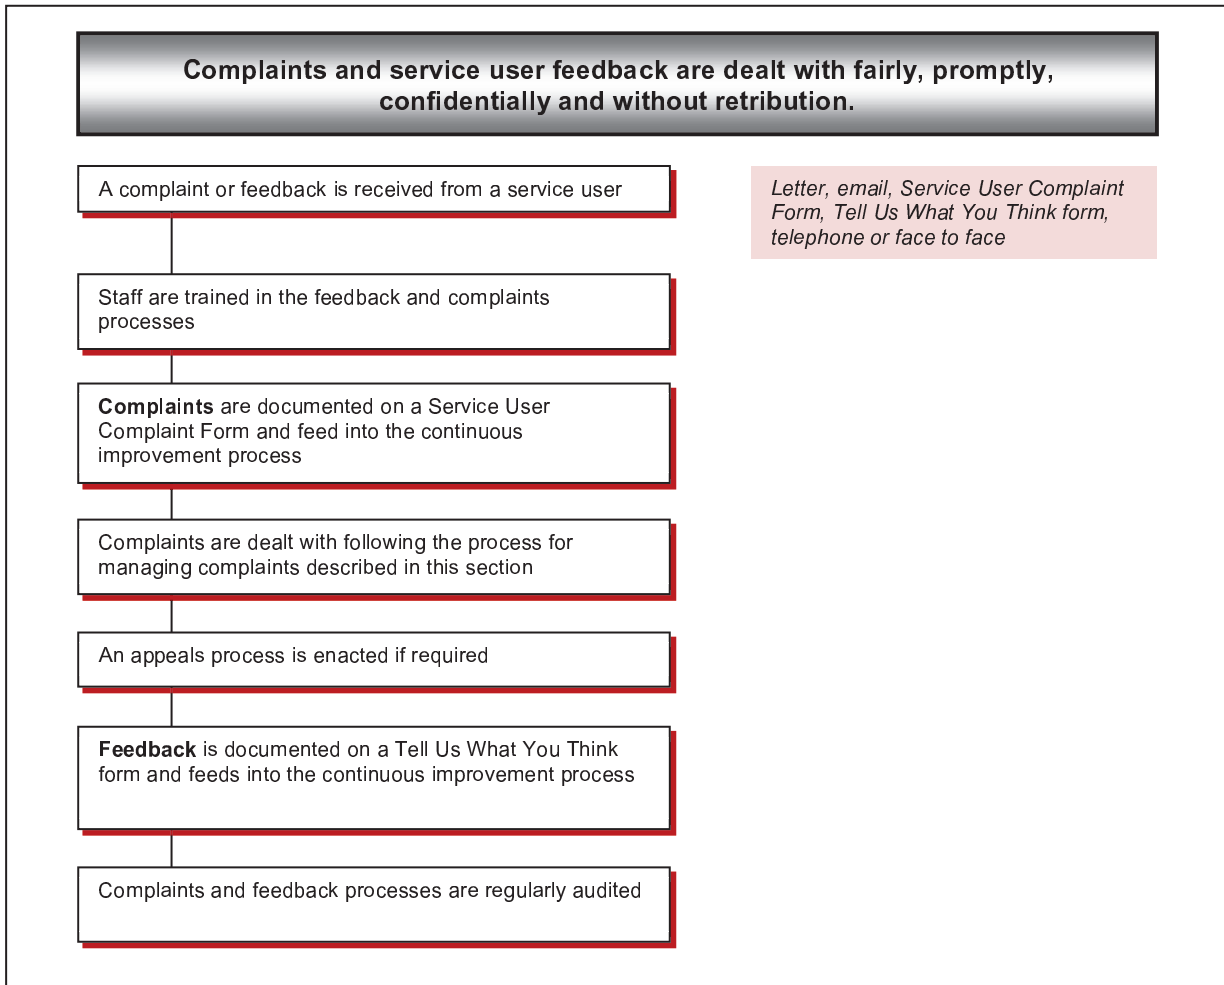 Complaints and service user feedback are dealt with fairly, promptly,
confidentially and without retribution.
A complaint or feedback is received from a service user
Letter, email, Service User Complaint
Form, Tell Us What You Think form,
telephone or face to face
Staff are trained in the feedback and complaints
processes
Complaints are documented on a Service User
Complaint Form and feed into the continuous
improvement process
Complaints are dealt with following the process for
managing complaints described in this section
An appeals process is enacted if required
Feedback is documented on a Tell Us What You Think
form and feeds into the continuous improvement process
Complaints and feedback processes are regularly audited